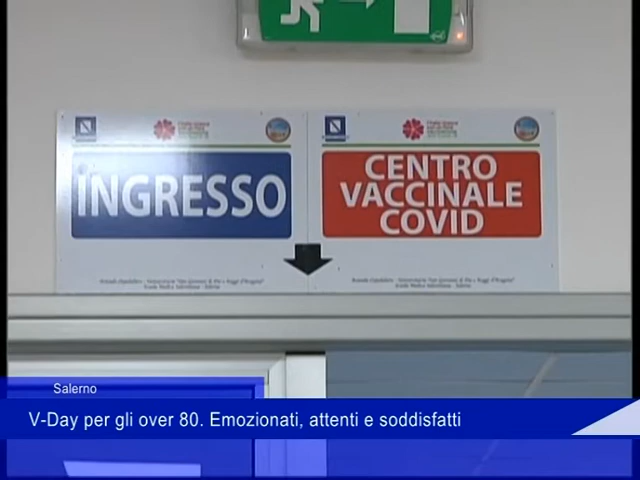 INGRESSO
CENTRO
VACCINALE
COVID
Salerno
V-Day per gli over 80. Emozionati, attenti e soddisfatti